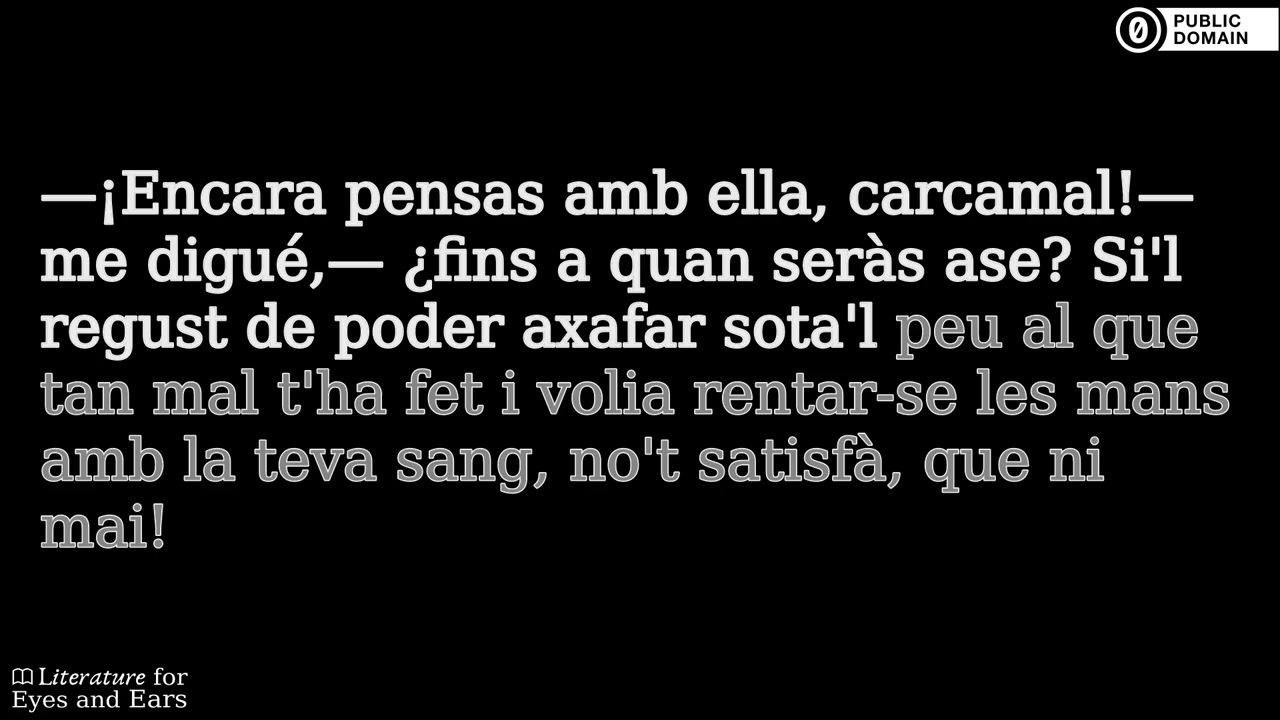 PUBLIC
DOMAIN
—¡Encara pensas amb ella, carcamal!—
me digué,— ¿fins a quan seràs ase? Si'l
regust de poder axafar sota'l peu al que
tan mal t'ha fet i volia rentar-se les mans
amb la teva sang, no't satisfà, que ni
mai!
Literature for
Eyes and Ears